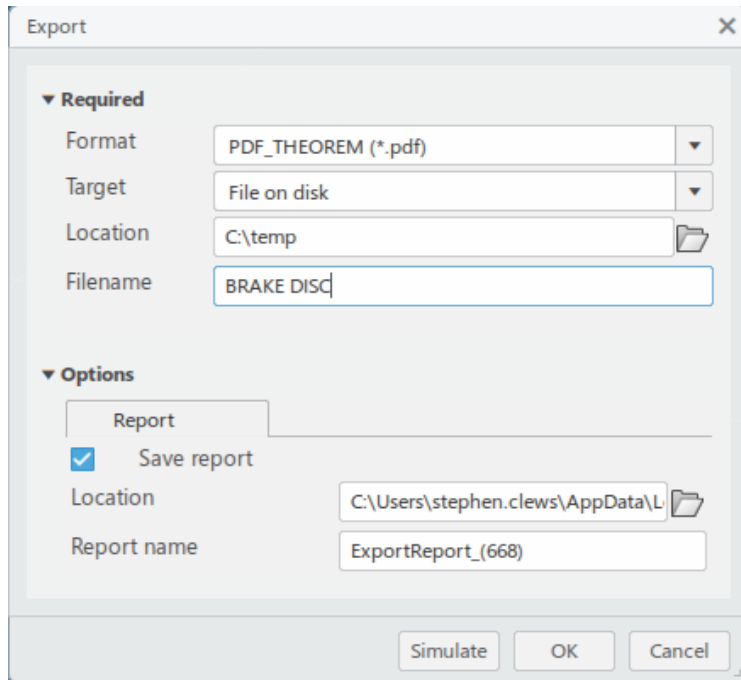 Export
Required
Format PDF_THEOREM (*.pdf)
Target File on disk
Location C:\temp
Filename BRAKE DISC
Options
Report
Save report
Location C:\Users\stephen.clews\AppData\L
Report name ExportReport_(668)
Simulate OK Cancel